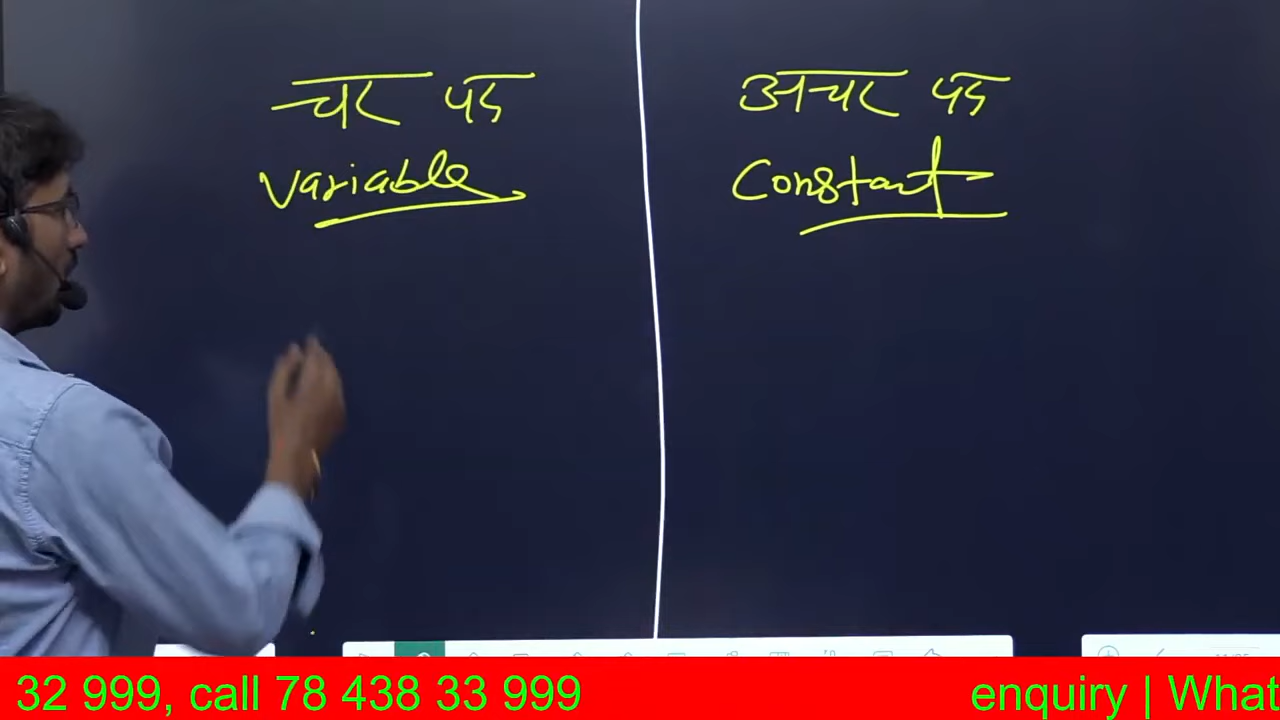 चर पद
Variable
अचर पद
Constant
32 999, call 78 438 33 999
enquiry | What